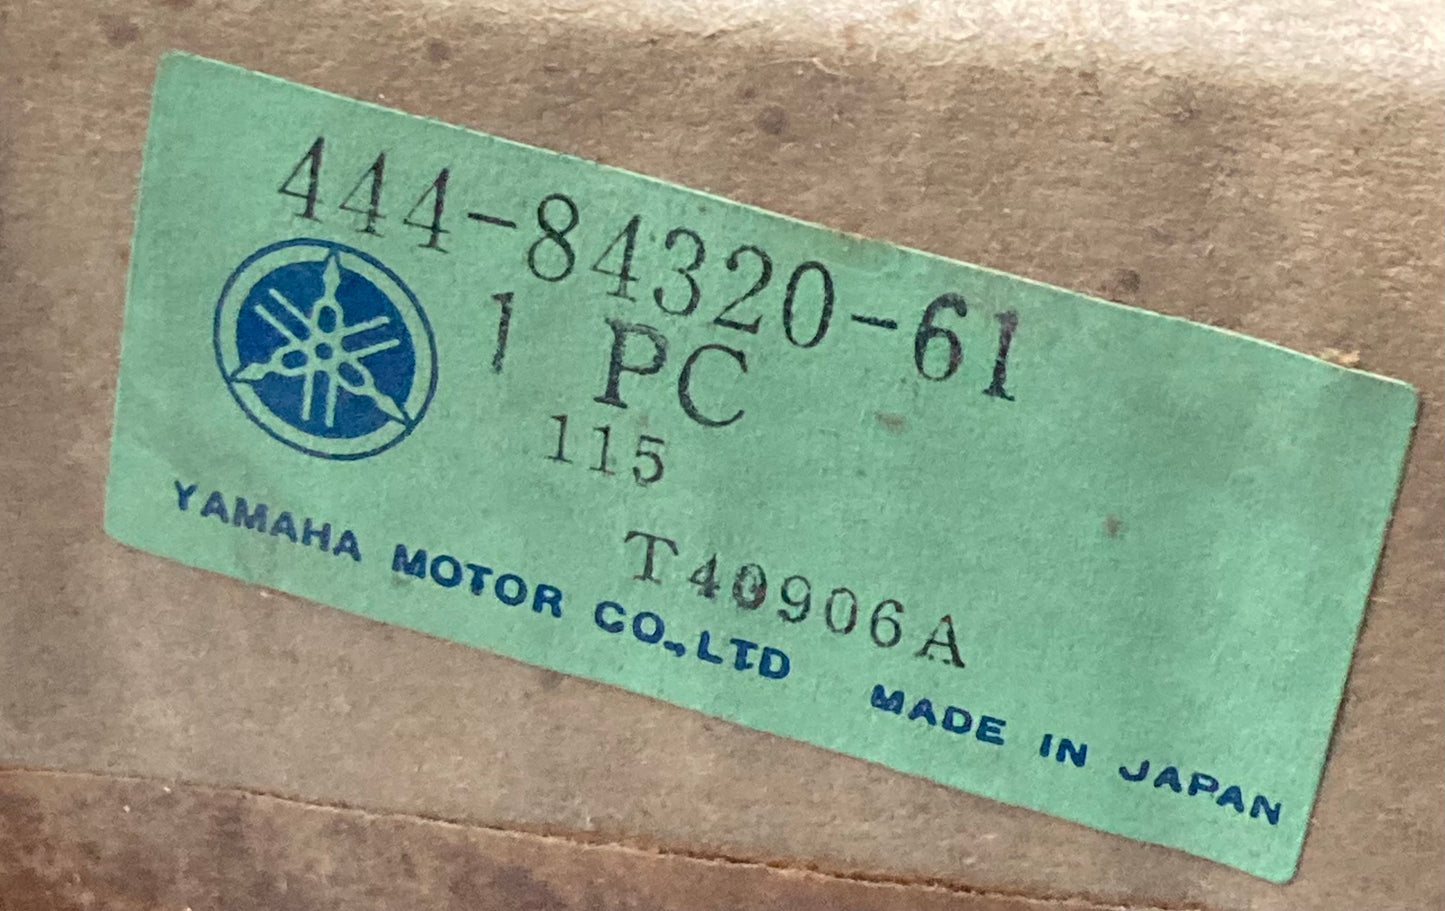 444-84320-61
1 PC
115
T40906A
YAMAHA MOTOR CO.,LTD MADE IN JAPAN